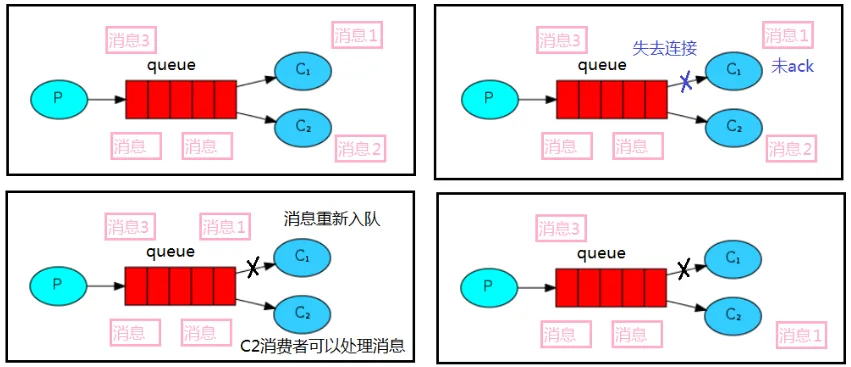 消息3
消息1
queue
P
C₁
C₂
消息
消息
消息2
消息3
失去连接
消息1
queue
P
C₁
未ack
C₂
消息
消息
消息2
消息3
消息1
消息重新入队
queue
P
C₁
C₂
消息
消息
C2消费者可以处理消息
消息3
queue
P
C₁
C₂
消息
消息
消息1